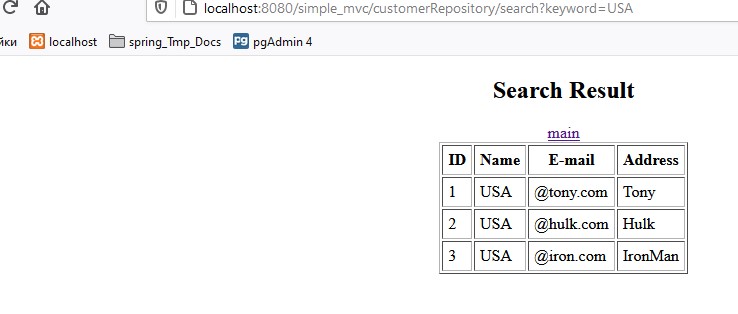 localhost:8080/simple_mvc/customerRepository/search?keyword=USA
йки localhost spring_Tmp_Docs pgAdmin 4
Search Result
main
ID Name E-mail Address
1 USA @tony.com Tony
2 USA @hulk.com Hulk
3 USA @iron.com IronMan